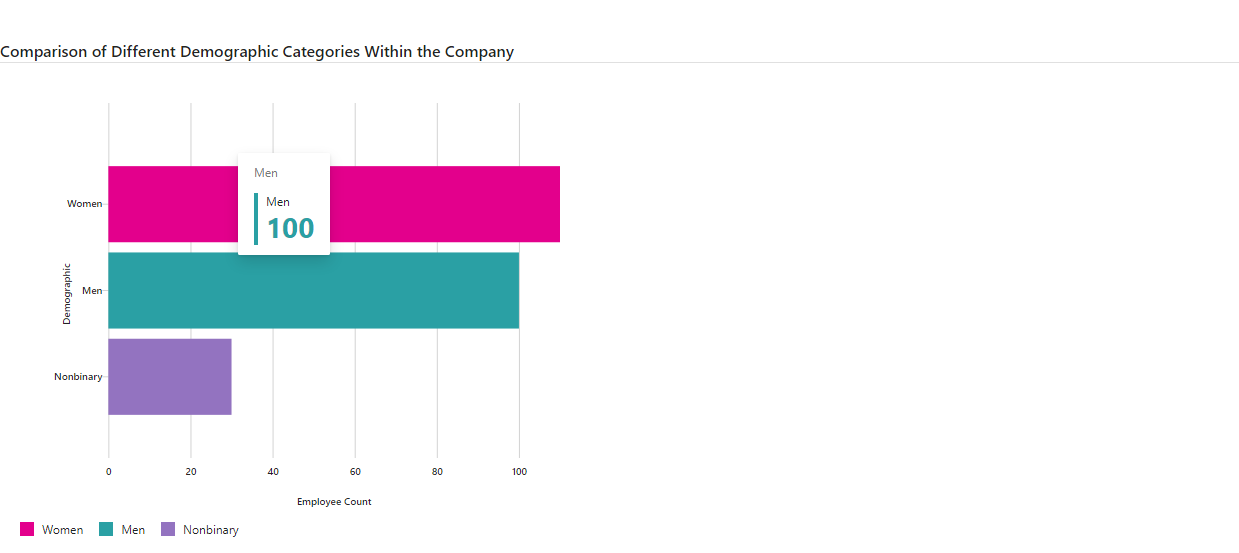 Comparison of Different Demographic Categories Within the Company
Men
Men
100
Women
Men
Nonbinary
Demographic
0 20 40 60 80 100
Employee Count
Women Men Nonbinary